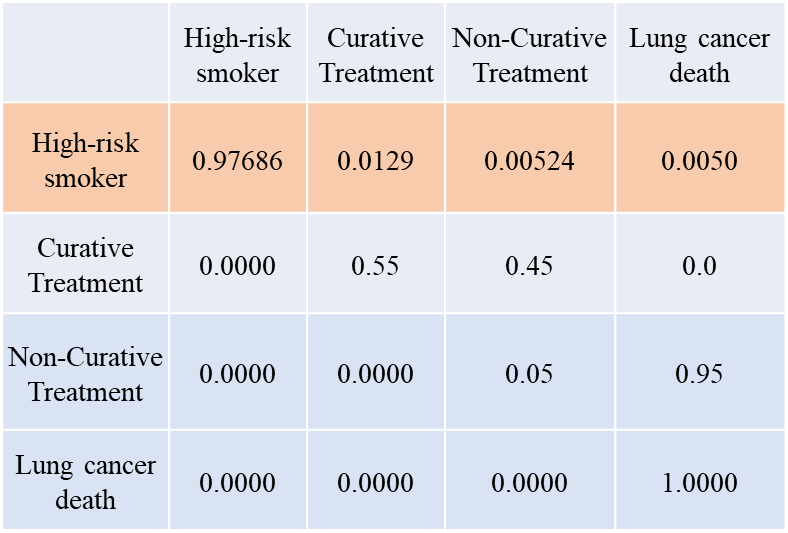 High-risk smoker	Curative Treatment	Non-Curative Treatment	Lung cancer death
High-risk smoker	0.97686	0.0129	0.00524	0.0050
Curative Treatment	0.0000	0.55	0.45	0.0
Non-Curative Treatment	0.0000	0.0000	0.05	0.95
Lung cancer death	0.0000	0.0000	0.0000	1.0000